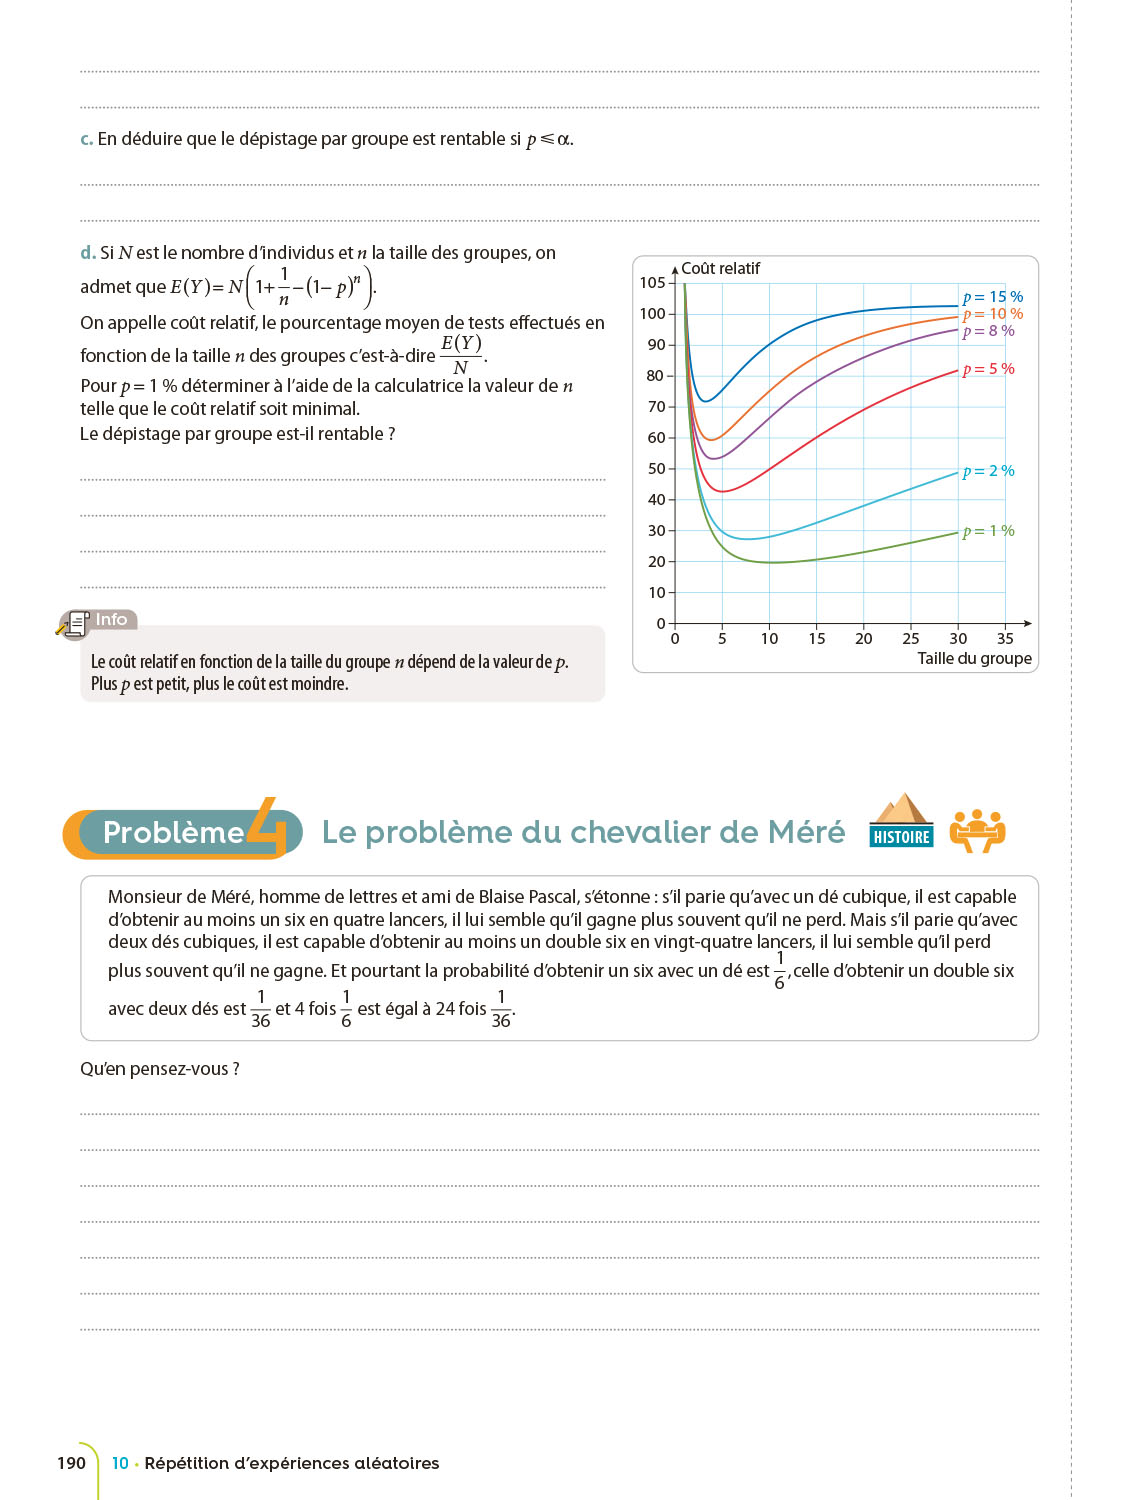 c. En déduire que le dépistage par groupe est rentable si p ⩽ α.
d. Si N est le nombre d’individus et n la taille des groupes, on
admet que E(Y) = N(1+1/n–(1– p)ⁿ).
On appelle coût relatif, le pourcentage moyen de tests effectués en
fonction de la taille n des groupes c’est-à-dire E(Y)/N.
Pour p = 1 % déterminer à l’aide de la calculatrice la valeur de n
telle que le coût relatif soit minimal.
Le dépistage par groupe est-il rentable ?
Coût relatif
105
100
90
80
70
60
50
40
30
20
10
0
p = 15 %
p = 10 %
p = 8 %
p = 5 %
p = 2 %
p = 1 %
0 5 10 15 20 25 30 35
Taille du groupe
Info
Le coût relatif en fonction de la taille du groupe n dépend de la valeur de p.
Plus p est petit, plus le coût est moindre.
Problème 4 Le problème du chevalier de Méré HISTOIRE
Monsieur de Méré, homme de lettres et ami de Blaise Pascal, s’étonne : s’il parie qu’avec un dé cubique, il est capable
d’obtenir au moins un six en quatre lancers, il lui semble qu’il gagne plus souvent qu’il ne perd. Mais s’il parie qu’avec
deux dés cubiques, il est capable d’obtenir au moins un double six en vingt-quatre lancers, il lui semble qu’il perd
plus souvent qu’il ne gagne. Et pourtant la probabilité d’obtenir un six avec un dé est 1/6, celle d’obtenir un double six
avec deux dés est 1/36 et 4 fois 1/6 est égal à 24 fois 1/36.
Qu’en pensez-vous ?
190 10 • Répétition d’expériences aléatoires